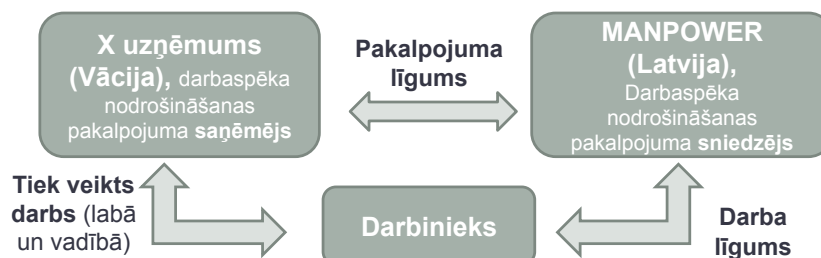 X uzņēmums
(Vācija), darbaspēka
nodrošināšanas
pakalpojuma saņēmējs
Pakalpojuma
līgums
MANPOWER
(Latvija),
Darbaspēka
nodrošināšanas
pakalpojuma sniedzējs
Tiek veikts
darbs (labā
un vadībā)
Darbinieks
Darba
līgums